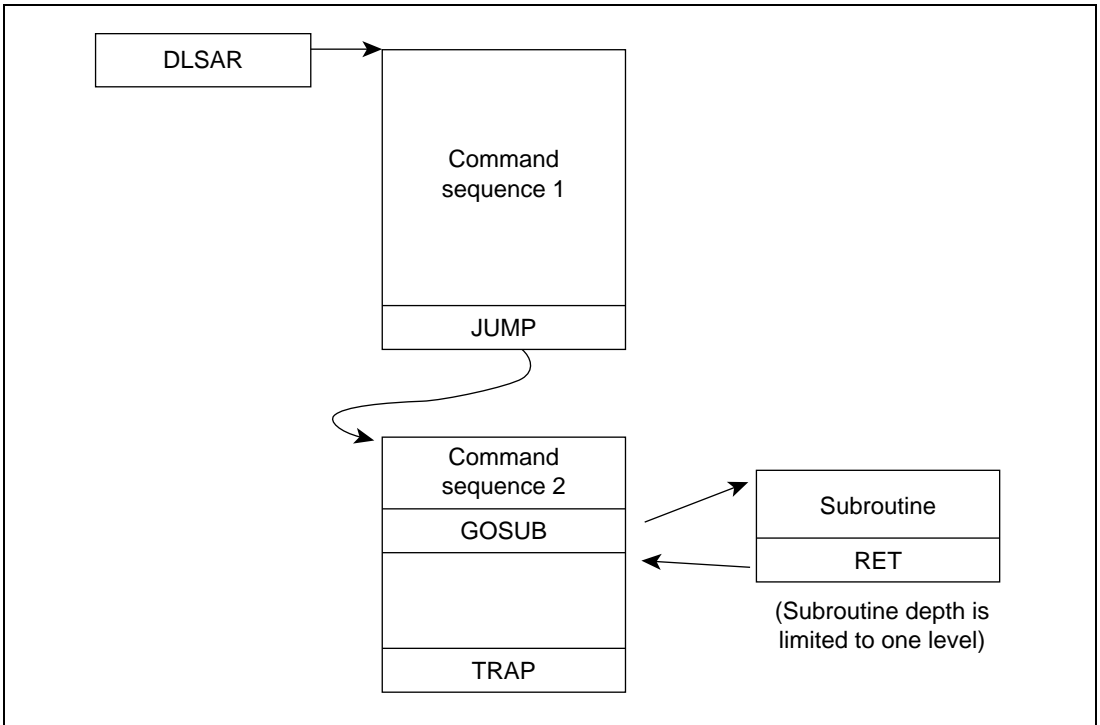 DLSAR
Command
sequence 1
JUMP
Command
sequence 2
GOSUB
Subroutine
RET
(Subroutine depth is
limited to one level)
TRAP